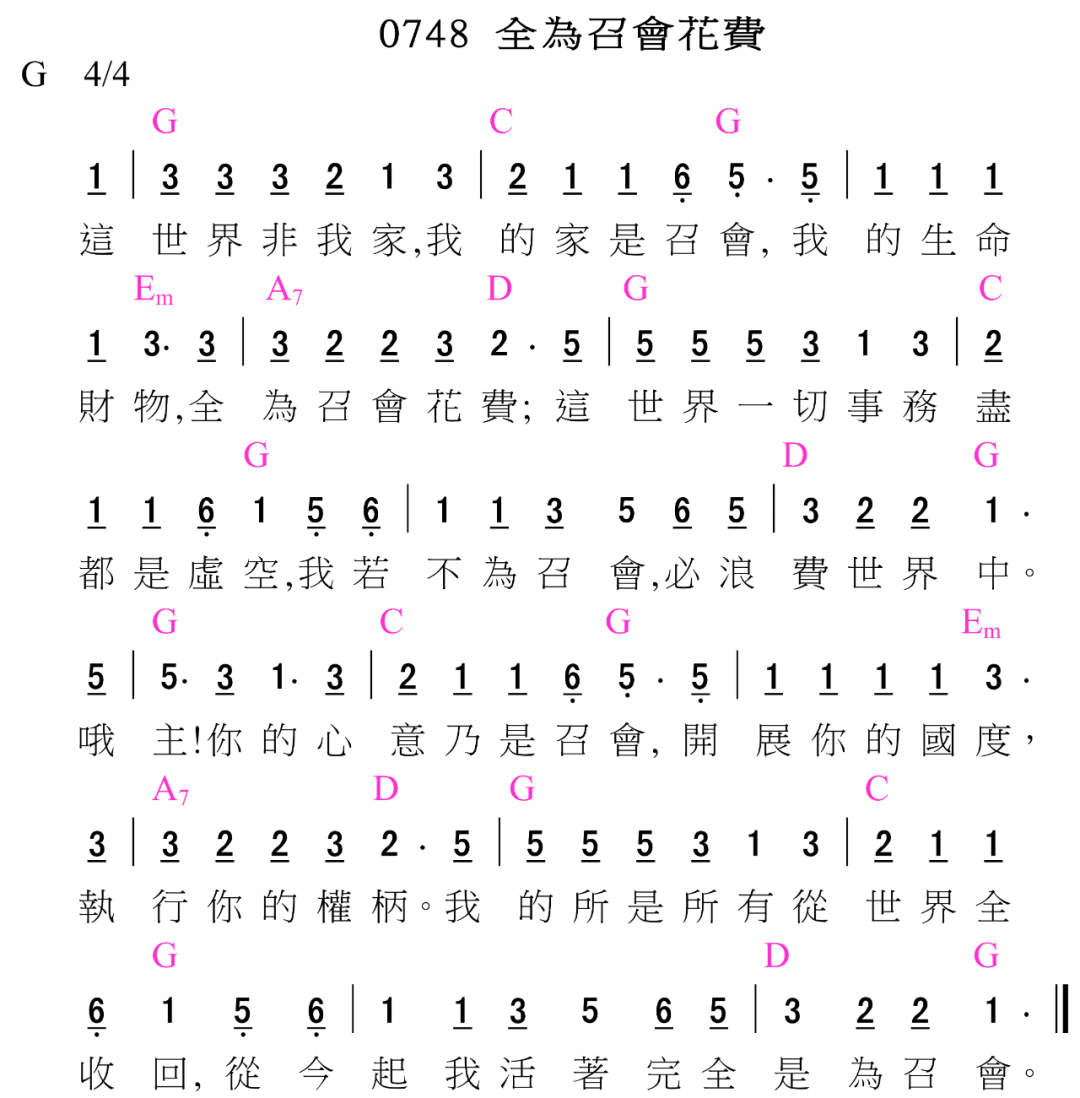 0748 全為召會花費
G 4/4
G C G
1 | 3 3 3 2 1 3 | 2 1 1 6 5 · 5 | 1 1 1
這 世界非我家,我 的家是召會, 我 的生命
Em A7 D G C
1 3· 3 | 3 2 2 3 2 · 5 | 5 5 5 3 1 3 | 2
財物,全 為召會花費; 這 世界一切事務 盡
G D G
1 1 6 1 5 6 | 1 1 3 5 6 5 | 3 2 2 1 ·
都是虛空,我若 不為召 會,必浪 費世界 中。
G C G Em
5 | 5· 3 1· 3 | 2 1 1 6 5 · 5 | 1 1 1 1 3 ·
哦 主!你的心 意乃是召會, 開 展你的國度,
A7 D G C
3 | 3 2 2 3 2 · 5 | 5 5 5 3 1 3 | 2 1 1
執 行你的權柄。我 的所是所有從 世界全
G D G
6 1 5 6 | 1 1 3 5 6 5 | 3 2 2 1 · ||
收 回, 從 今 起 我活 著 完全 是 為召 會。